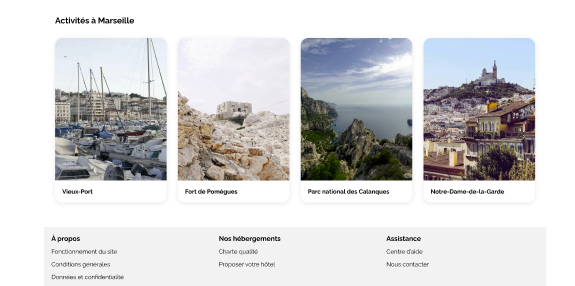 Activités à Marseille
Vieux-Port
Fort de Pomègues
Parc national des Calanques
Notre-Dame-de-la-Garde
À propos
Fonctionnement du site
Conditions générales
Données et confidentialité
Nos hébergements
Charte qualité
Proposer votre hôtel
Assistance
Centre d'aide
Nous contacter